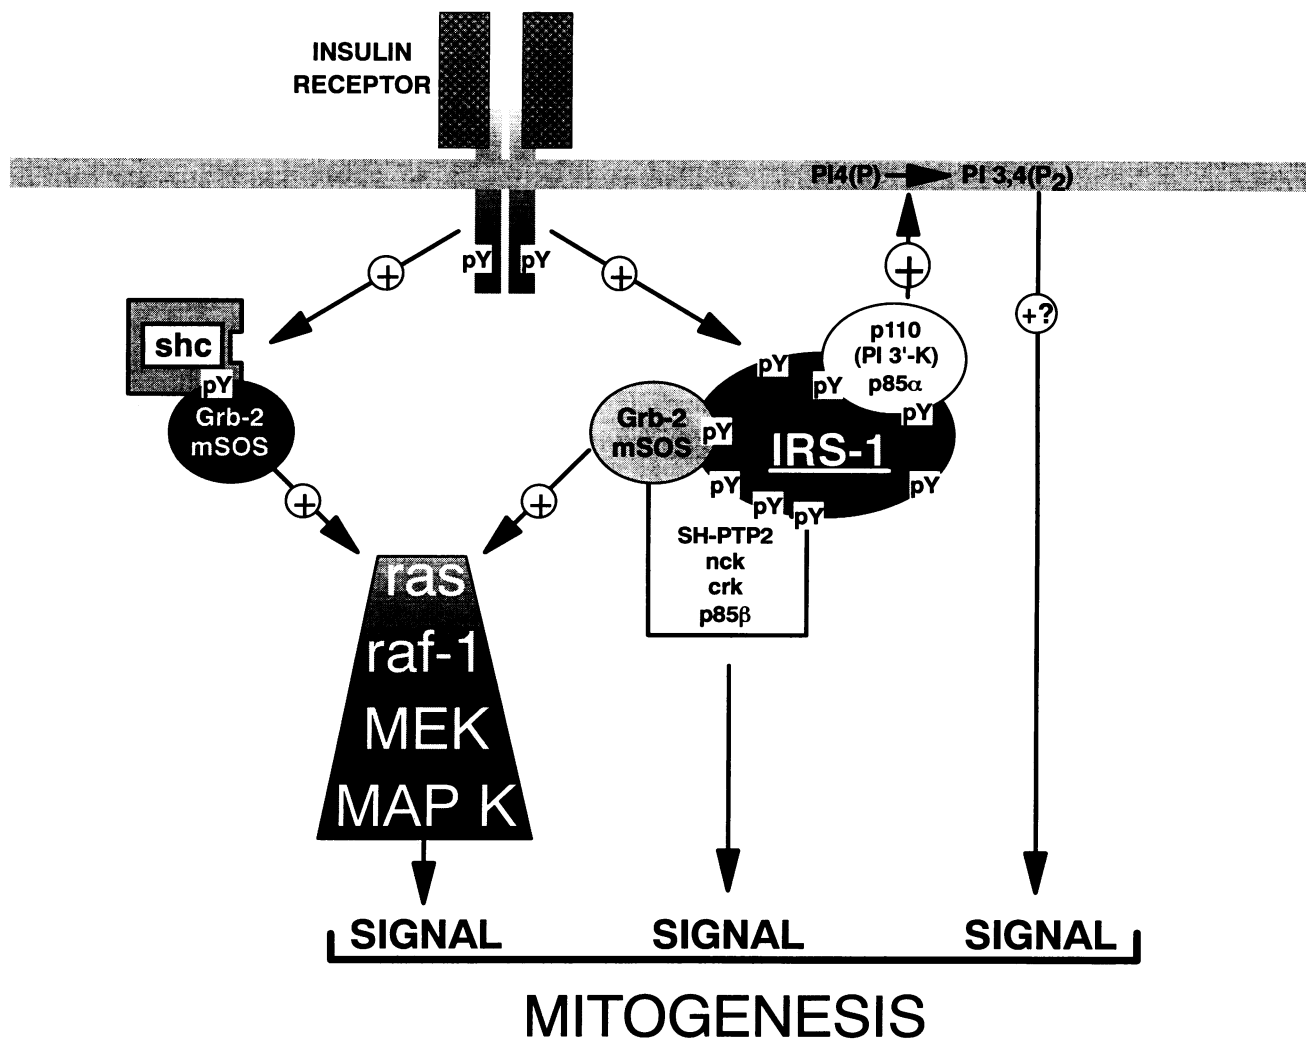 INSULIN
RECEPTOR
PI4(P)
PI 3,4(P2)
pY
pY
+
+
+
+?
shc
pY
Grb-2
mSOS
p110
(PI 3'-K)
p85α
pY
pY
pY
Grb-2
mSOS
pY
IRS-1
pY
pY
pY
pY
+
+
SH-PTP2
nck
crk
p85β
ras
raf-1
MEK
MAP K
SIGNAL
SIGNAL
SIGNAL
MITOGENESIS